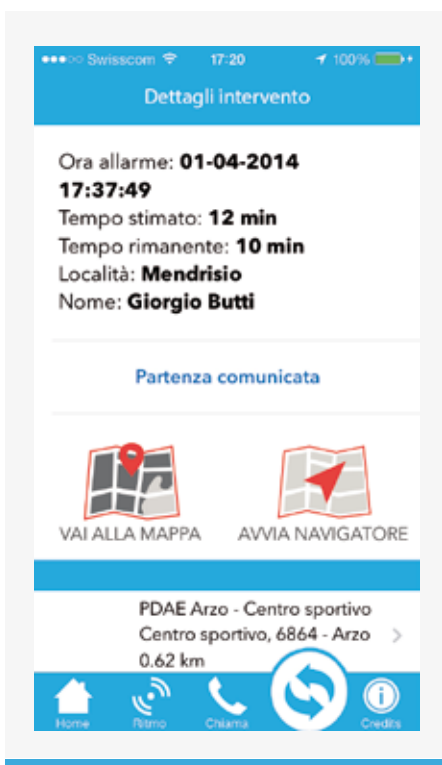 Swisscom 17:20 100%
Dettagli intervento
Ora allarme: 01-04-2014
17:37:49
Tempo stimato: 12 min
Tempo rimanente: 10 min
Località: Mendrisio
Nome: Giorgio Butti
Partenza comunicata
VAI ALLA MAPPA AVVIA NAVIGATORE
PDAE Arzo - Centro sportivo
Centro sportivo, 6864 - Arzo
0.62 km
Home Ritmo Chiama Credits